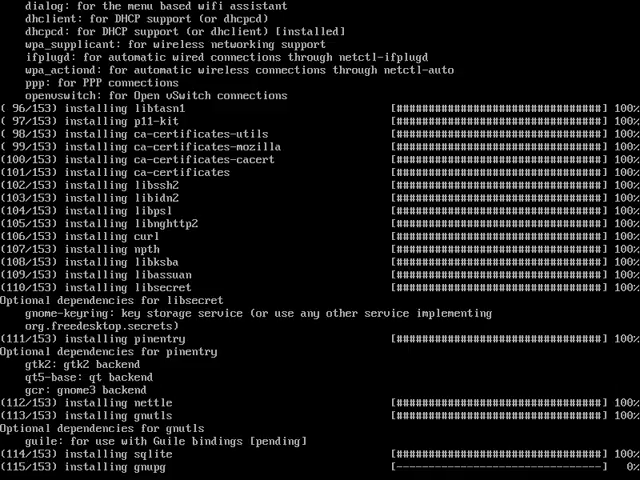 dialog: for the menu based wifi assistant
dhclient: for DHCP support (or dhcpcd)
dhcpcd: for DHCP support (or dhclient) [installed]
wpa_supplicant: for wireless networking support
ifplugd: for automatic wired connections through netctl-ifplugd
wpa_actiond: for automatic wireless connections through netctl-auto
ppp: for PPP connections
openvswitch: for Open vSwitch connections
( 96/153) installing libtasn1 [################################] 100%
( 97/153) installing p11-kit [################################] 100%
( 98/153) installing ca-certificates-utils [################################] 100%
( 99/153) installing ca-certificates-mozilla [################################] 100%
(100/153) installing ca-certificates-cacert [################################] 100%
(101/153) installing ca-certificates [################################] 100%
(102/153) installing libssh2 [################################] 100%
(103/153) installing libidn2 [################################] 100%
(104/153) installing libpsl [################################] 100%
(105/153) installing libnghttp2 [################################] 100%
(106/153) installing curl [################################] 100%
(107/153) installing npth [################################] 100%
(108/153) installing libksba [################################] 100%
(109/153) installing libassuan [################################] 100%
(110/153) installing libsecret [################################] 100%
Optional dependencies for libsecret
gnome-keyring: key storage service (or use any other service implementing
org.freedesktop.secrets)
(111/153) installing pinentry [################################] 100%
Optional dependencies for pinentry
gtk2: gtk2 backend
qt5-base: qt backend
gcr: gnome3 backend
(112/153) installing nettle [################################] 100%
(113/153) installing gnutls [################################] 100%
Optional dependencies for gnutls
guile: for use with Guile bindings [pending]
(114/153) installing sqlite [################################] 100%
(115/153) installing gnupg [--------------------------------] 0%